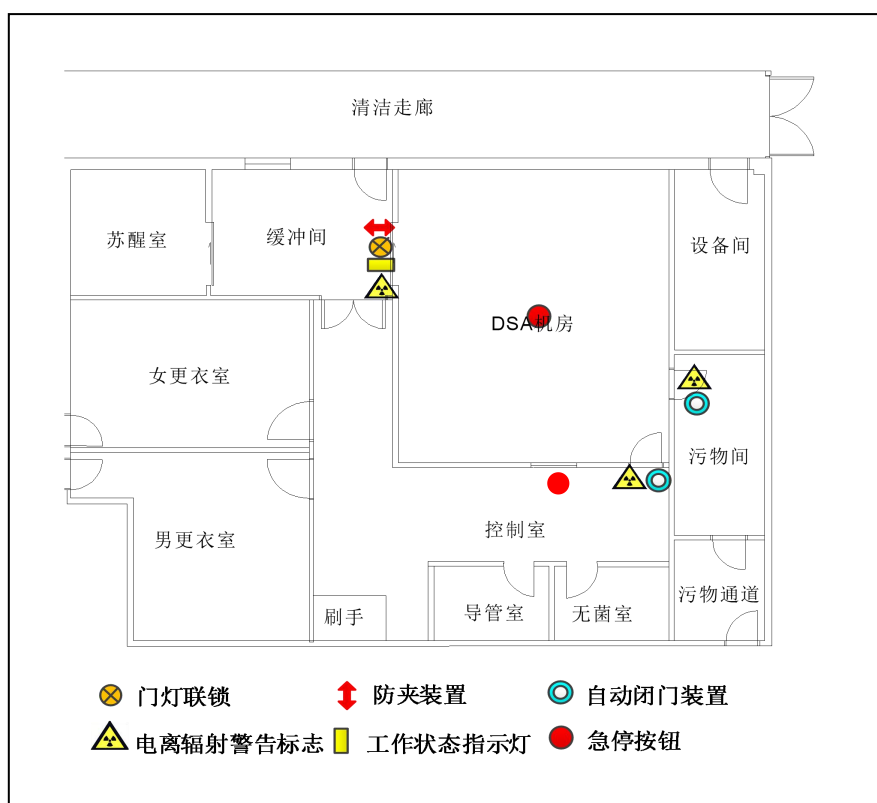 清洁走廊
苏醒室
缓冲间
设备间
DSA机房
女更衣室
污物间
男更衣室
控制室
刷手
导管室
无菌室
污物通道
门灯联锁
防夹装置
自动闭门装置
电离辐射警告标志
工作状态指示灯
急停按钮